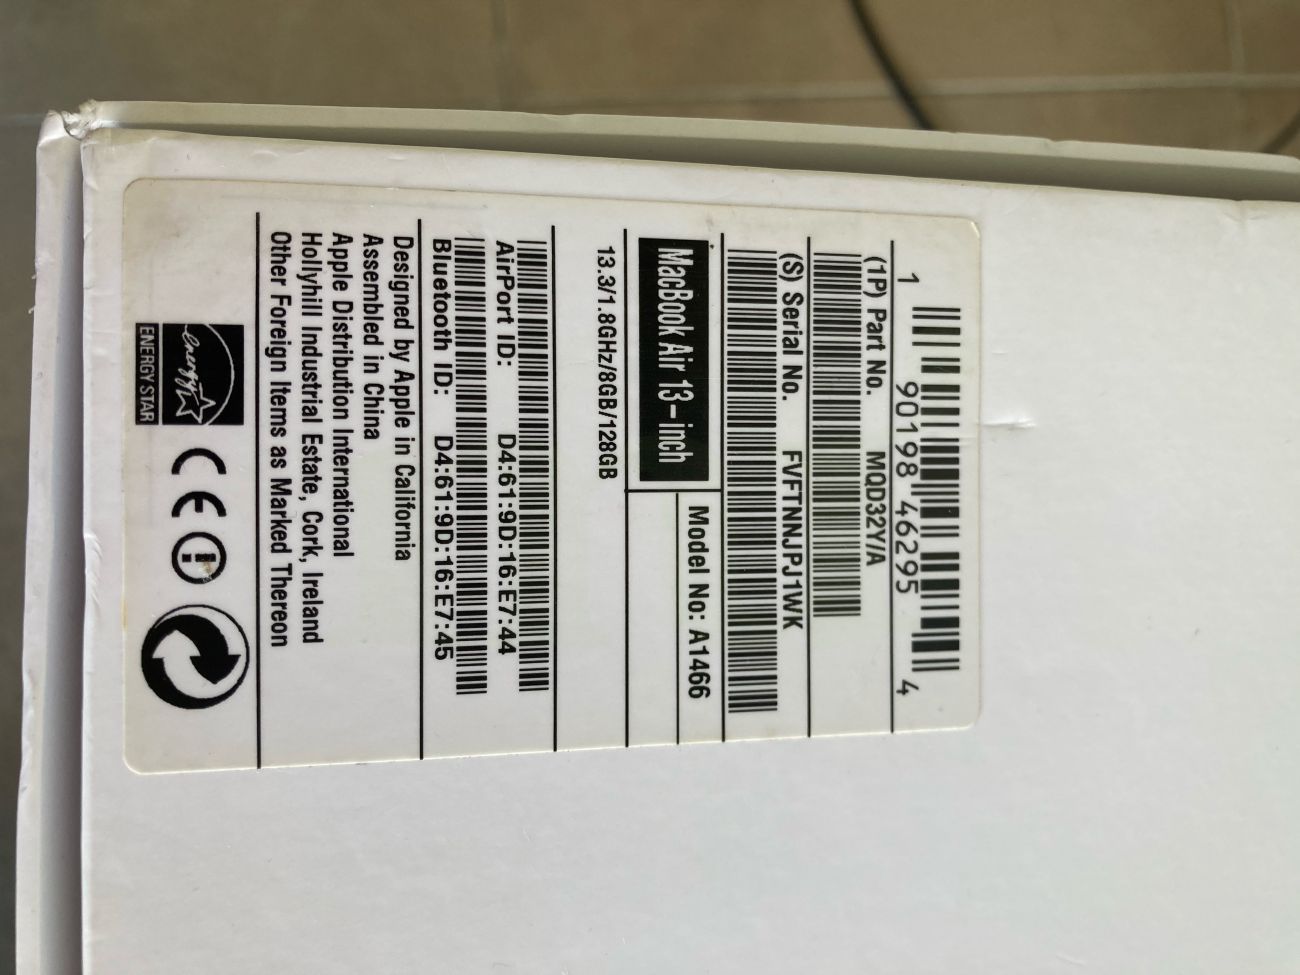 1 90198 46295 4
(1P) Part No. MQD32Y/A
(S) Serial No. FVFTNNJPJ1WK
MacBook Air 13-inch
Model No: A1466
13.3/1.8GHz/8GB/128GB
AirPort ID: D4:61:9D:16:E7:44
Bluetooth ID: D4:61:9D:16:E7:45
Designed by Apple in California
Assembled in China
Apple Distribution International
Hollyhill Industrial Estate, Cork, Ireland
Other Foreign Items as Marked Thereon
energy
ENERGY STAR
CE